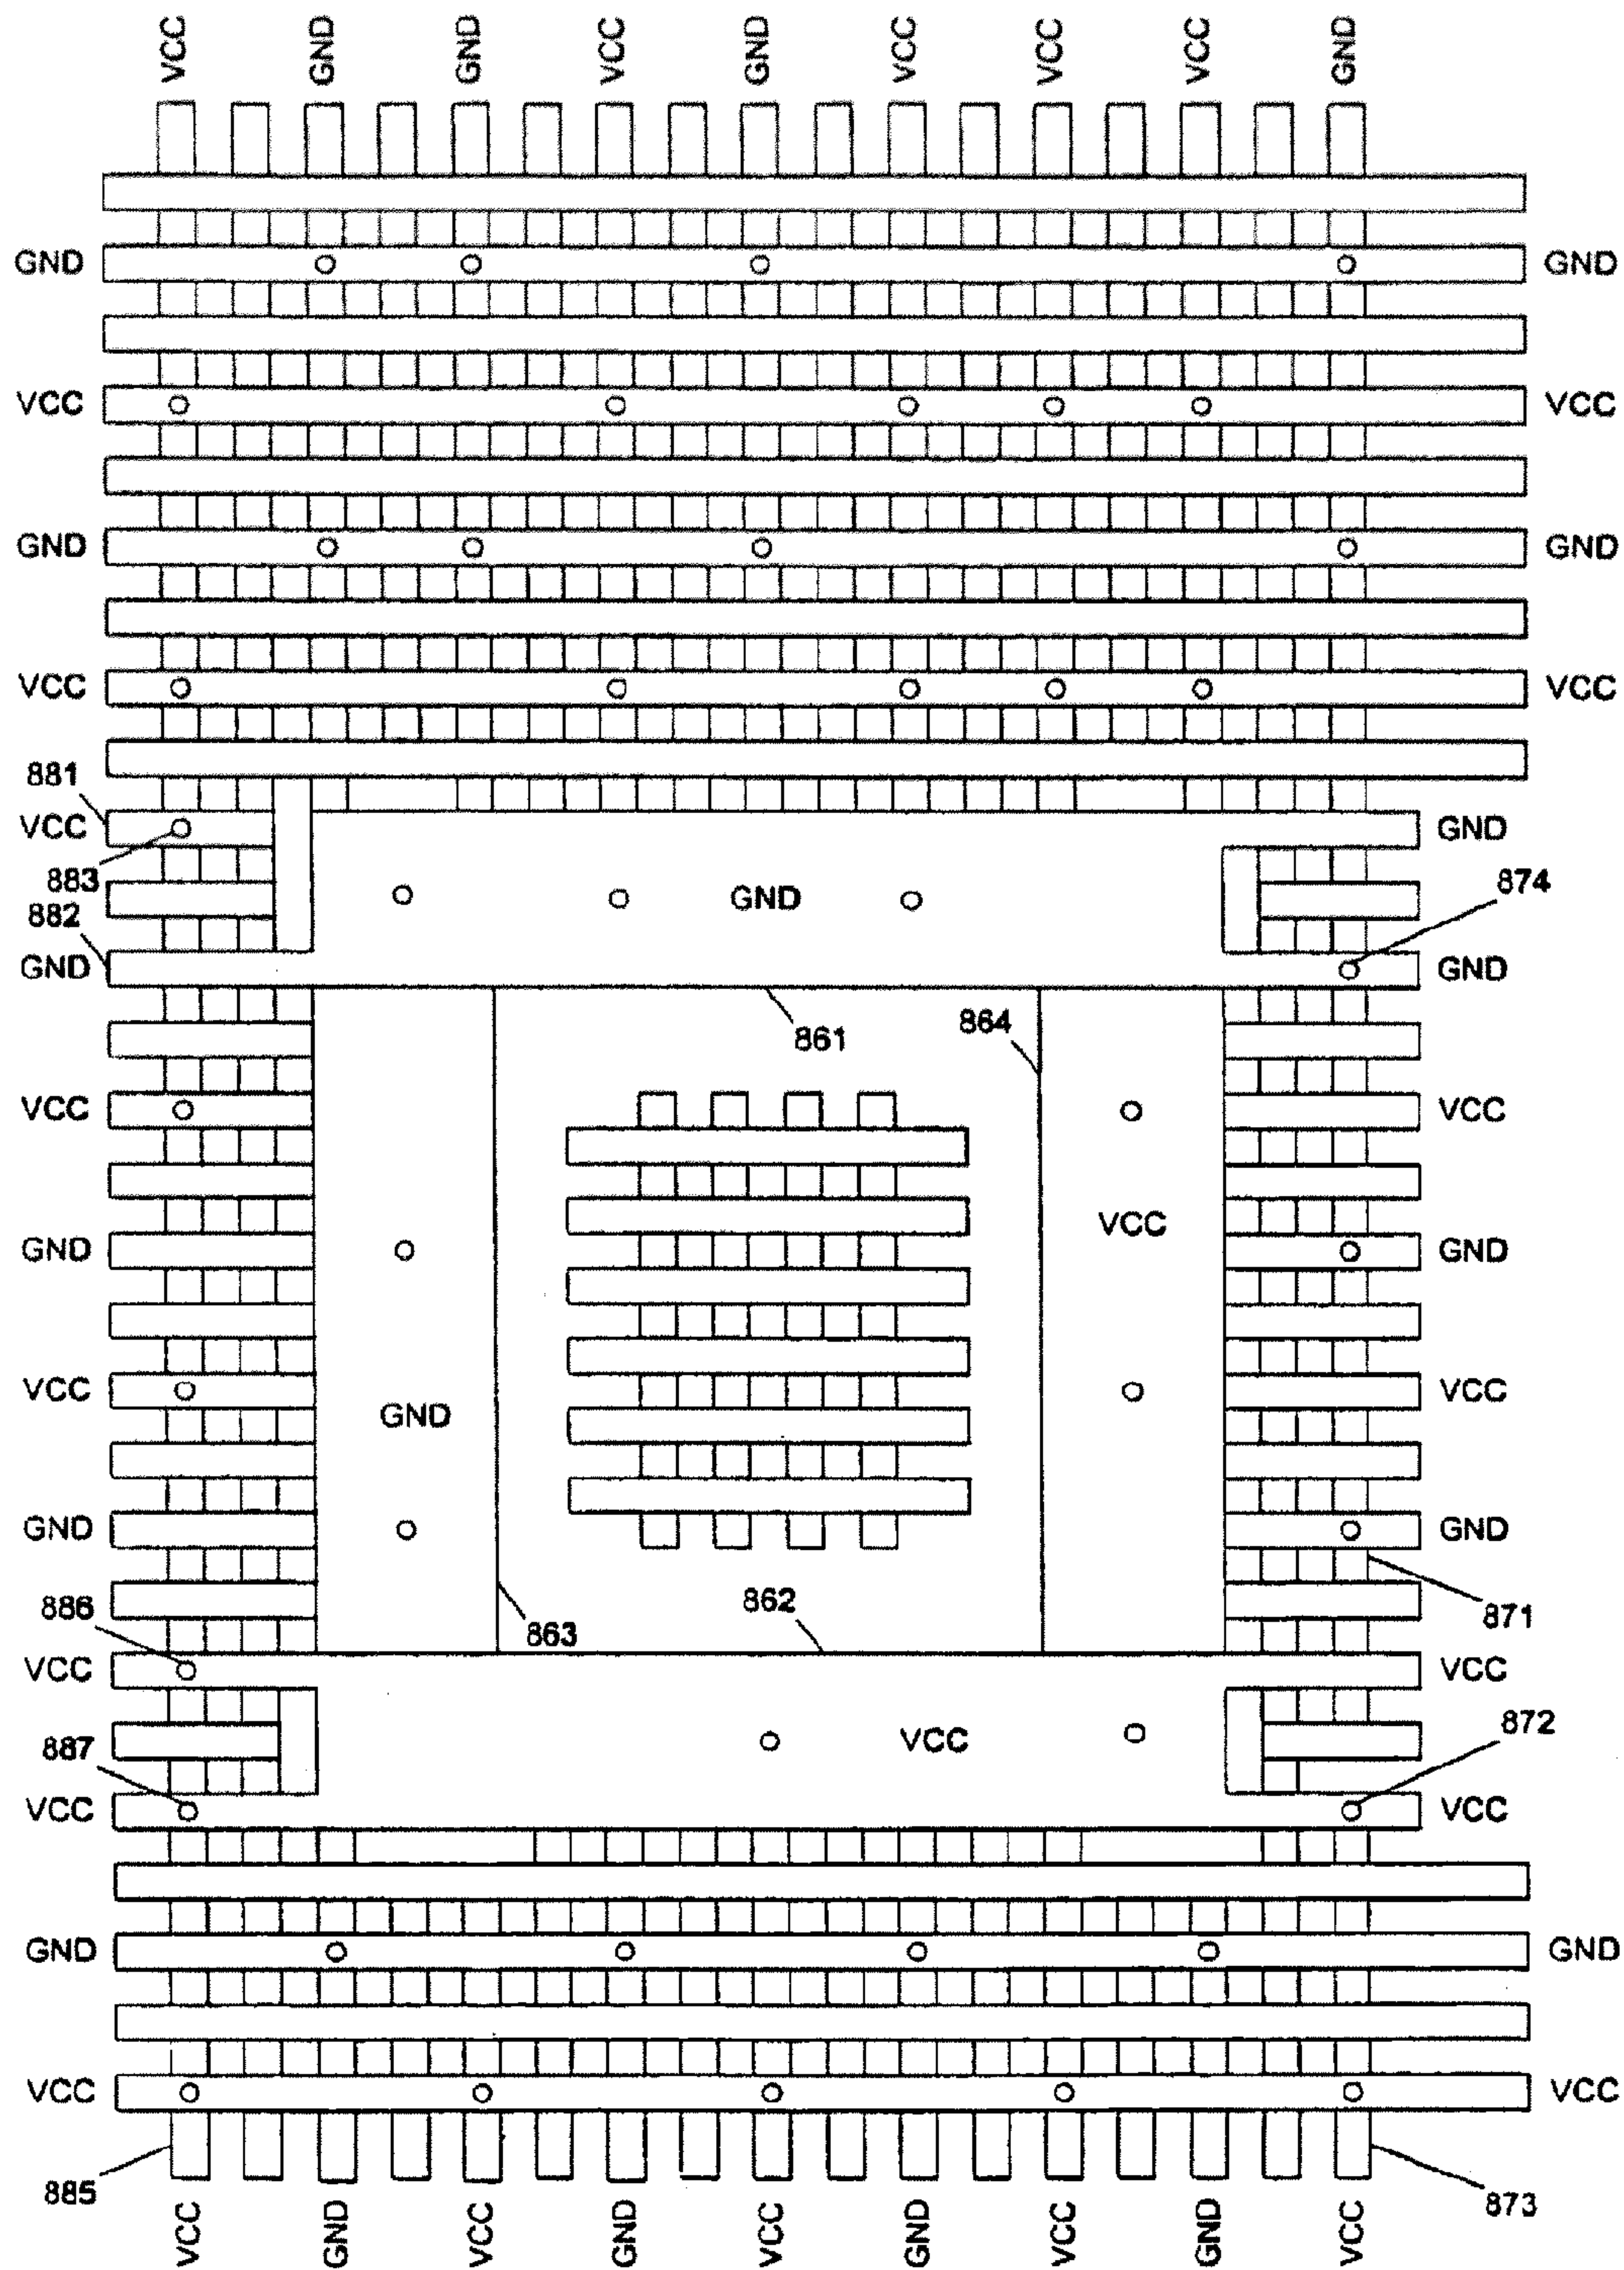 VCC GND GND VCC GND VCC VCC VCC GND
GND GND
VCC VCC
GND GND
VCC VCC
881
VCC GND
883
GND 874
882
GND GND
861 864
VCC VCC
VCC
GND GND
VCC VCC
GND
GND GND
886 862 871
863
VCC VCC
VCC 872
887
VCC VCC
GND GND
VCC VCC
885 873
VCC GND VCC GND VCC GND VCC GND VCC